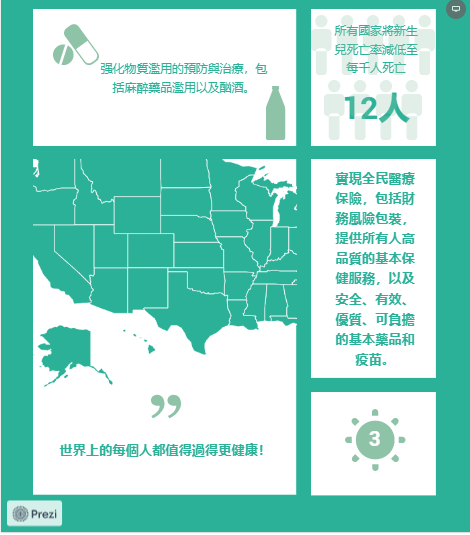 强化物質濫用的預防與治療，包
括麻醉藥品濫用以及酗酒。
所有國家將新生
兒死亡率減低至
每千人死亡
12人
實現全民醫療
保險，包括財
務風險包裝，
提供所有人高
品質的基本保
健服務，以及
安全、有效、
優質、可負擔
的基本藥品和
疫苗。
”
世界上的每個人都值得過得更健康！
3
Prezi